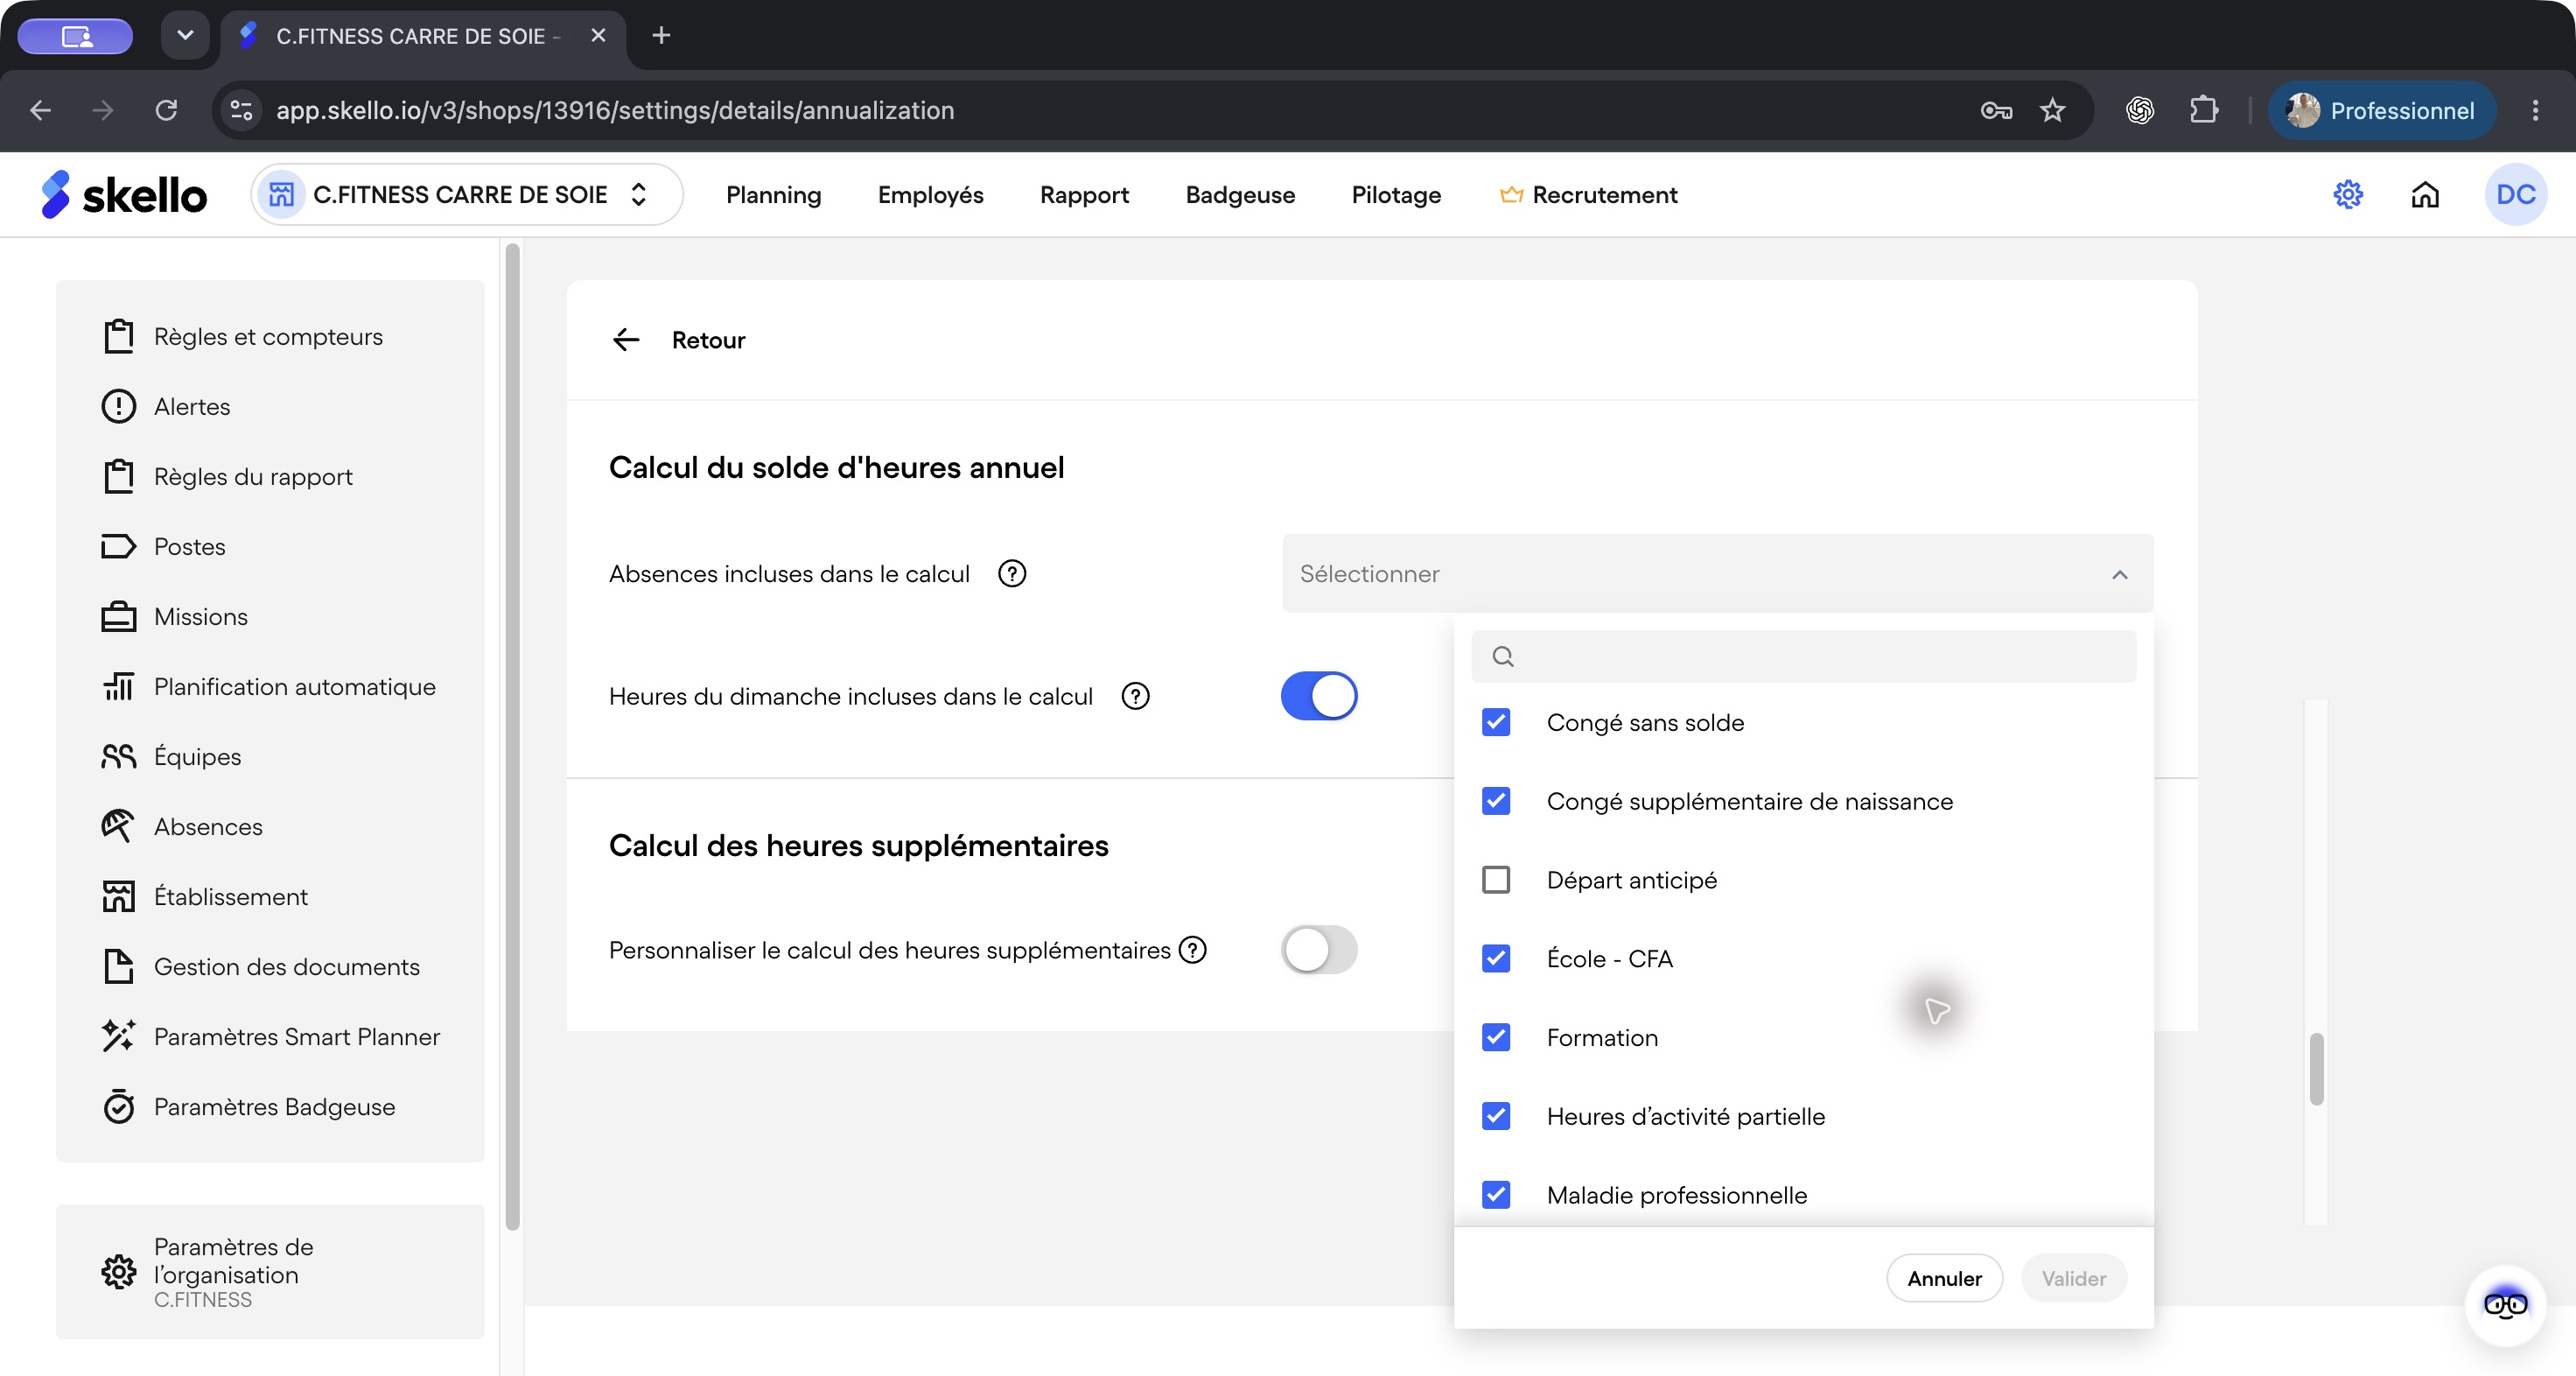 C.FITNESS CARRE DE SOIE -
app.skello.io/v3/shops/13916/settings/details/annualization
Professionnel
skello
C.FITNESS CARRE DE SOIE
Planning
Employés
Rapport
Badgeuse
Pilotage
Recrutement
DC
Règles et compteurs
Alertes
Règles du rapport
Postes
Missions
Planification automatique
Équipes
Absences
Établissement
Gestion des documents
Paramètres Smart Planner
Paramètres Badgeuse
Paramètres de
l’organisation
C.FITNESS
Retour
Calcul du solde d'heures annuel
Absences incluses dans le calcul
Sélectionner
Heures du dimanche incluses dans le calcul
Calcul des heures supplémentaires
Personnaliser le calcul des heures supplémentaires
Congé sans solde
Congé supplémentaire de naissance
Départ anticipé
École - CFA
Formation
Heures d’activité partielle
Maladie professionnelle
Annuler
Valider